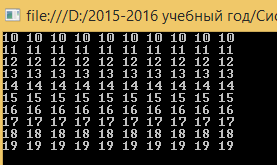 file:///D:/2015-2016 учебный год/Сис
10 10 10 10 10 10 10 10 10 10
11 11 11 11 11 11 11 11 11 11
12 12 12 12 12 12 12 12 12 12
13 13 13 13 13 13 13 13 13 13
14 14 14 14 14 14 14 14 14 14
15 15 15 15 15 15 15 15 15 15
16 16 16 16 16 16 16 16 16 16
17 17 17 17 17 17 17 17 17 17
18 18 18 18 18 18 18 18 18 18
19 19 19 19 19 19 19 19 19 19